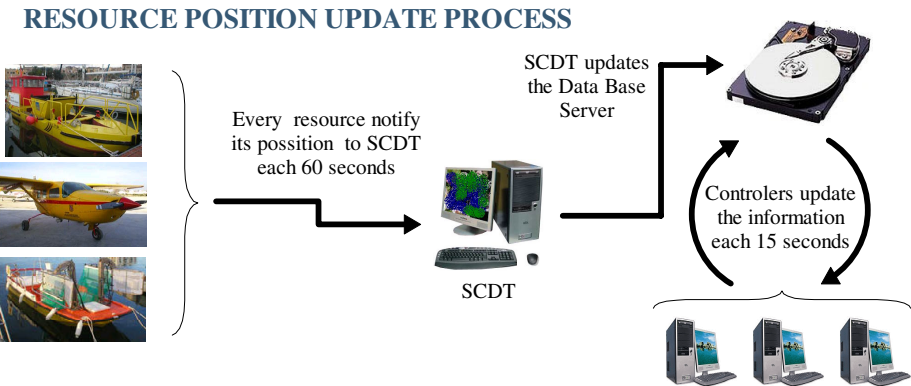 RESOURCE POSITION UPDATE PROCESS
Every resource notify
its possition to SCDT
each 60 seconds
SCDT
SCDT updates
the Data Base
Server
Controlers update
the information
each 15 seconds